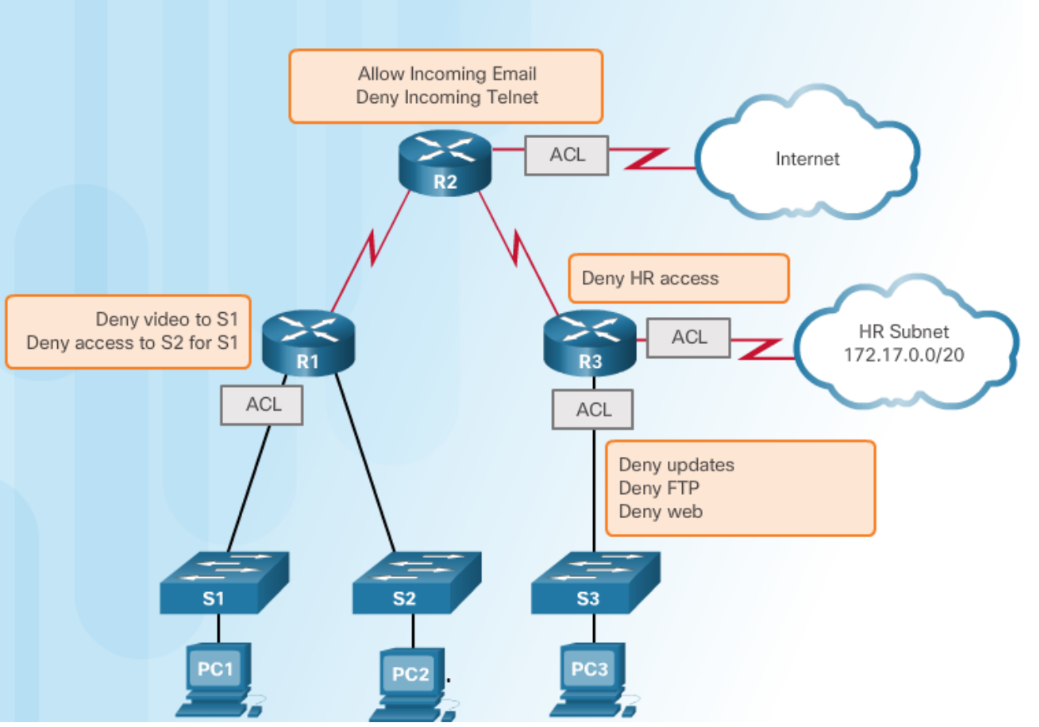 Allow Incoming Email
Deny Incoming Telnet
ACL
Internet
R2
Deny HR access
Deny video to S1
Deny access to S2 for S1
R1
R3
ACL
HR Subnet
172.17.0.0/20
ACL
ACL
Deny updates
Deny FTP
Deny web
S1
S2
S3
PC1
PC2
PC3